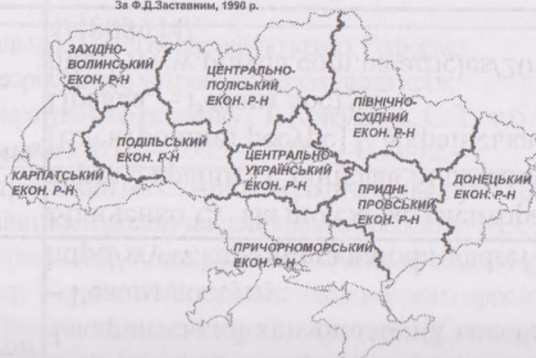 За Ф.Д.Заставним, 1990 р.
ЗАХІДНО-
ВОЛИНСЬКИЙ
ЕКОН. Р-Н
ЦЕНТРАЛЬНО-
ПОЛІСЬКИЙ
ЕКОН. Р-Н
ПІВНІЧНО-
СХІДНИЙ
ЕКОН. Р-Н
ПОДІЛЬСЬКИЙ
ЕКОН. Р-Н
ЦЕНТРАЛЬНО-
УКРАЇНСЬКИЙ
ЕКОН. Р-Н
КАРПАТСЬКИЙ
ЕКОН. Р-Н
ПРИДНІ-
ПРОВСЬКИЙ
ЕКОН. Р-Н
ДОНЕЦЬКИЙ
ЕКОН. Р-Н
ПРИЧОРНОМОРСЬКИЙ
ЕКОН. Р-Н